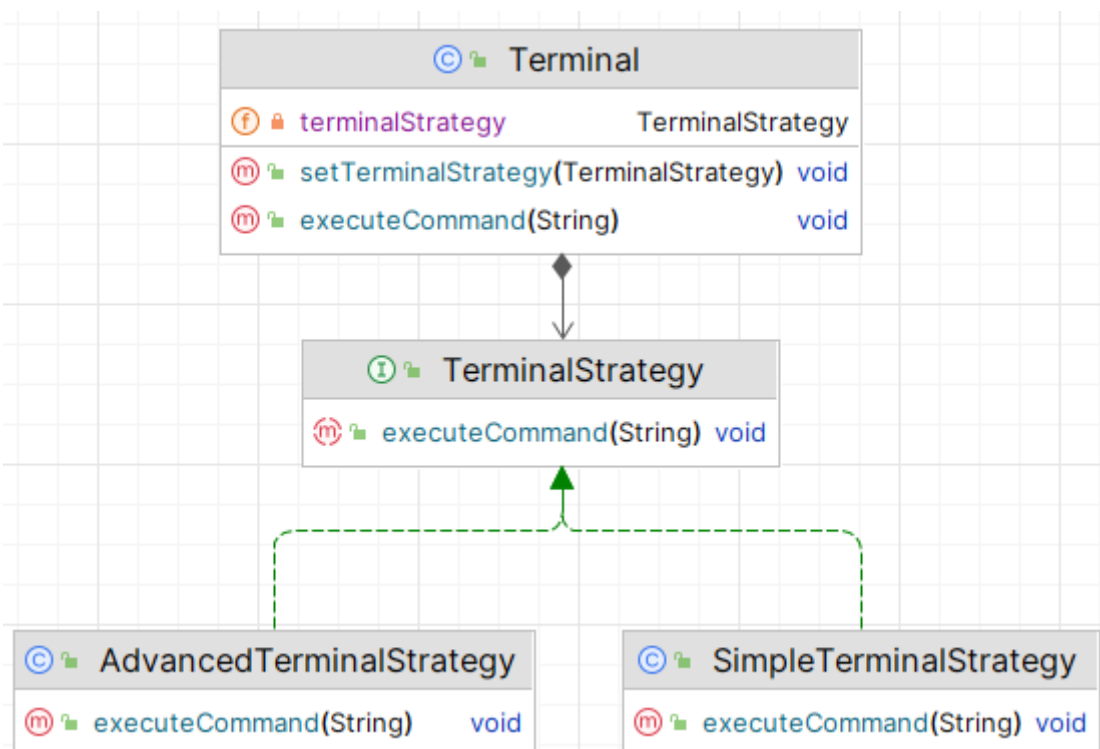 Terminal
terminalStrategy TerminalStrategy
setTerminalStrategy(TerminalStrategy) void
executeCommand(String) void
TerminalStrategy
executeCommand(String) void
AdvancedTerminalStrategy
executeCommand(String) void
SimpleTerminalStrategy
executeCommand(String) void